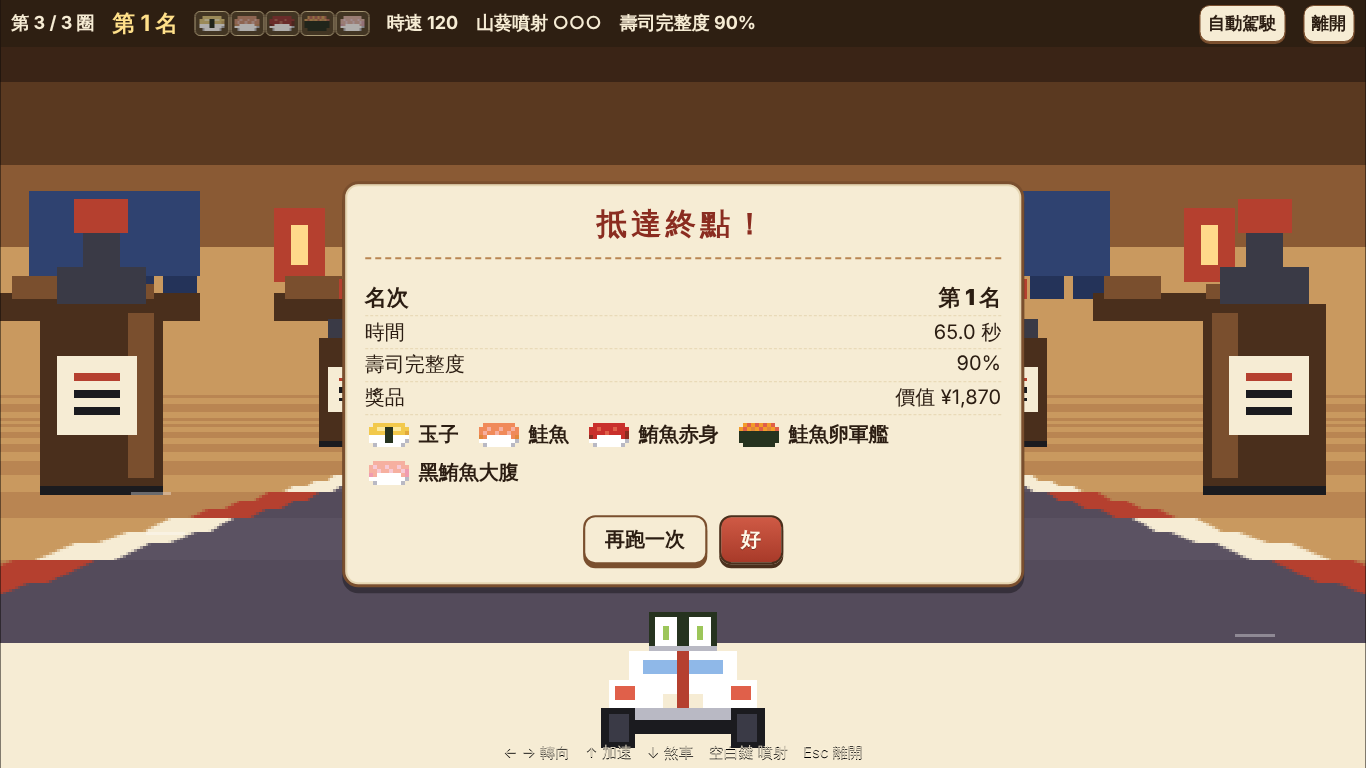 第 3 / 3 圈 第 1 名 時速 120 山葵噴射 ○○○ 壽司完整度 90% 自動駕駛 離開
抵達終點！
名次 第 1 名
時間 65.0 秒
壽司完整度 90%
獎品 價值 ¥1,870
玉子 鮭魚 鮪魚赤身 鮭魚卵軍艦
黑鮪魚大腹
再跑一次 好
← → 轉向 ↑ 加速 ↓ 煞車 空白鍵 噴射 Esc 離開